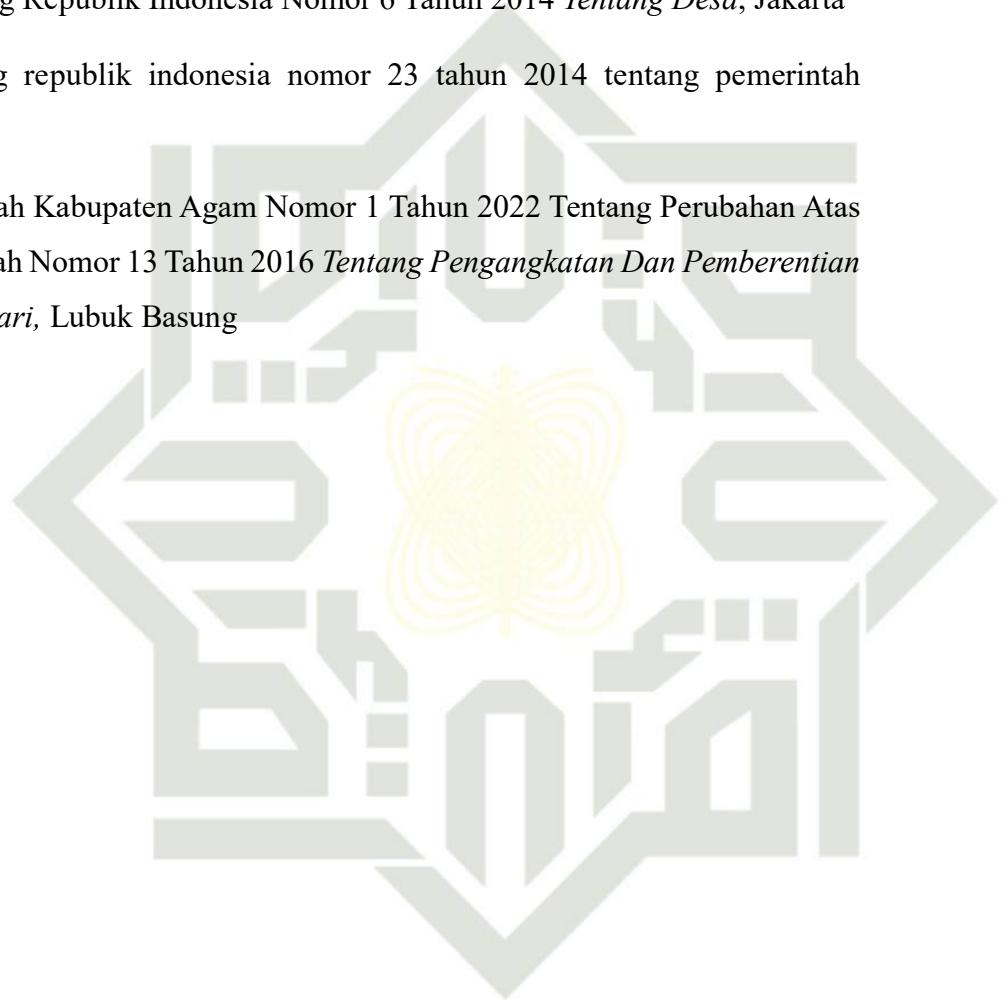 g Republik Indonesia Nomor 6 Tahun 2014 Tentang Desa, Jakarta
g republik indonesia nomor 23 tahun 2014 tentang pemerintah
ah Kabupaten Agam Nomor 1 Tahun 2022 Tentang Perubahan Atas
ah Nomor 13 Tahun 2016 Tentang Pengangkatan Dan Pemberentian
ari, Lubuk Basung